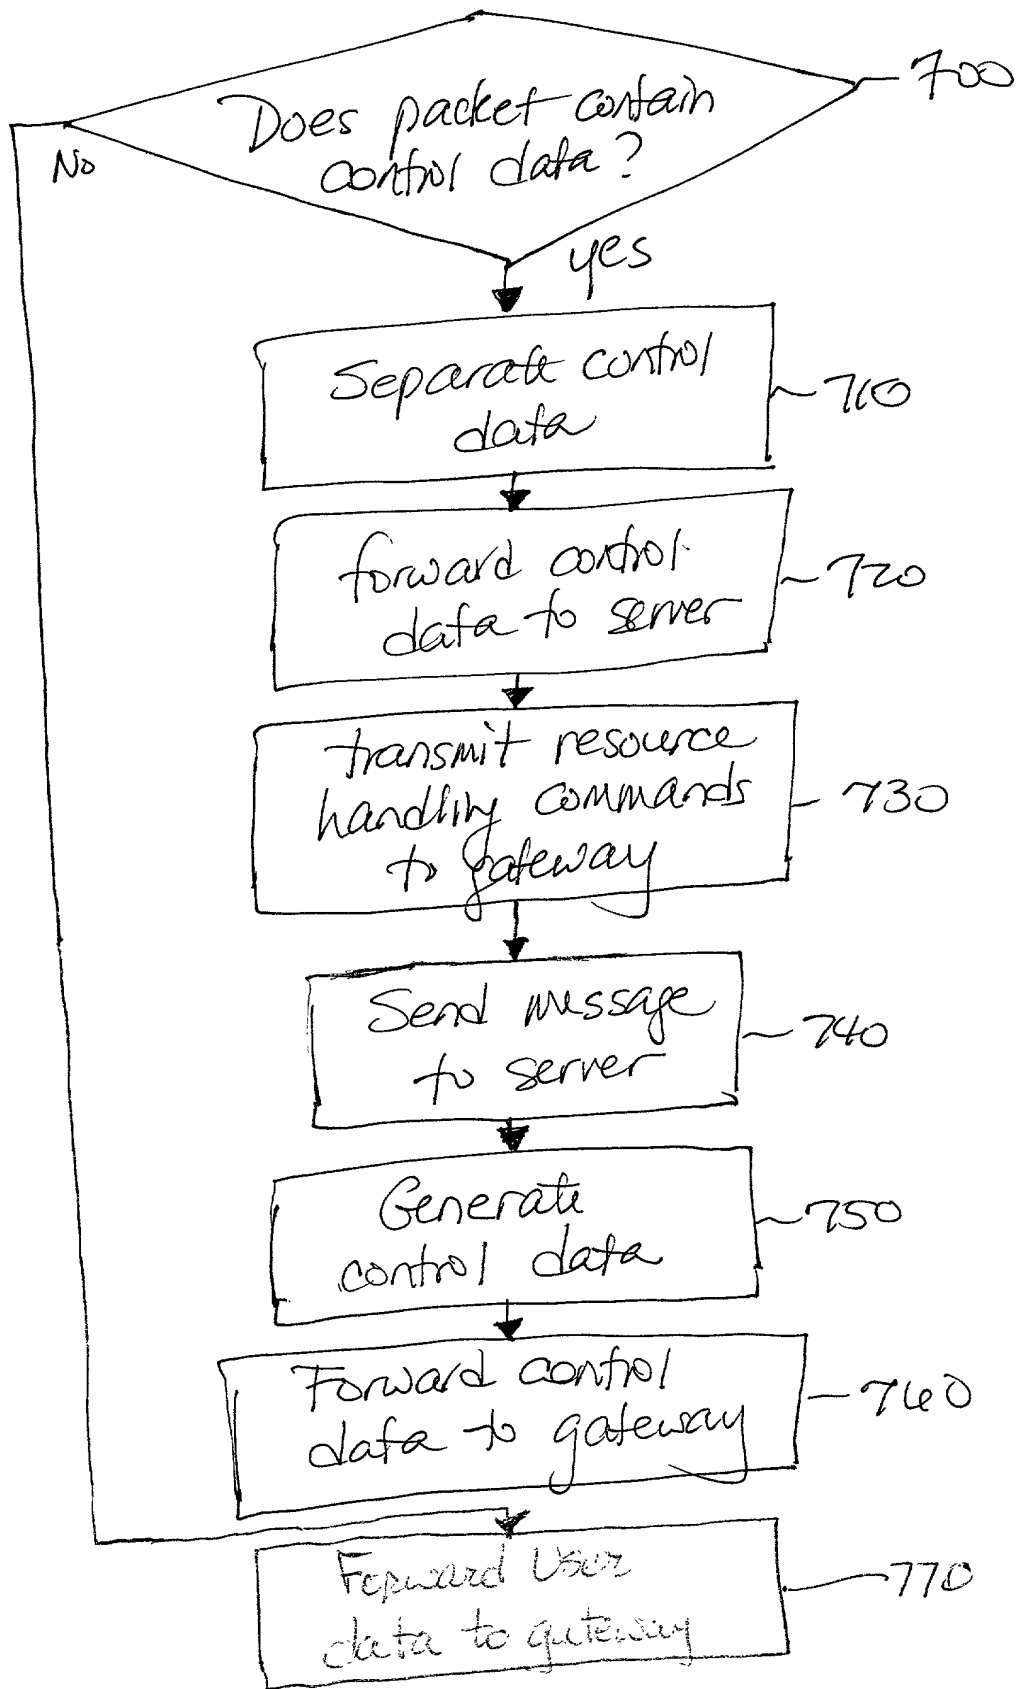 Does packet contain
control data?
700
No
yes
Separate control
data
710
forward control
data to server
720
transmit resource
handling commands
to gateway
730
Send message
to server
740
Generate
control data
750
Forward control
data to gateway
760
Forward User
data to gateway
770